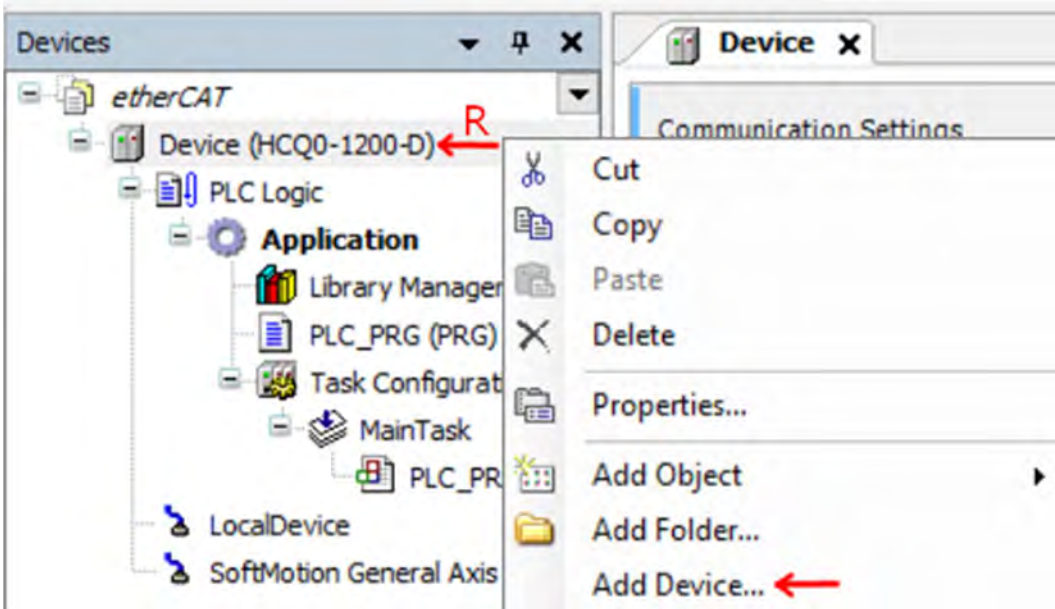 Devices
Device
etherCAT
Communication Settings
Device (HCQ0-1200-D)
R
PLC Logic
Application
Library Manager
PLC_PRG (PRG)
Task Configurat
MainTask
PLC_PR
LocalDevice
SoftMotion General Axis
Cut
Copy
Paste
Delete
Properties...
Add Object
Add Folder...
Add Device...